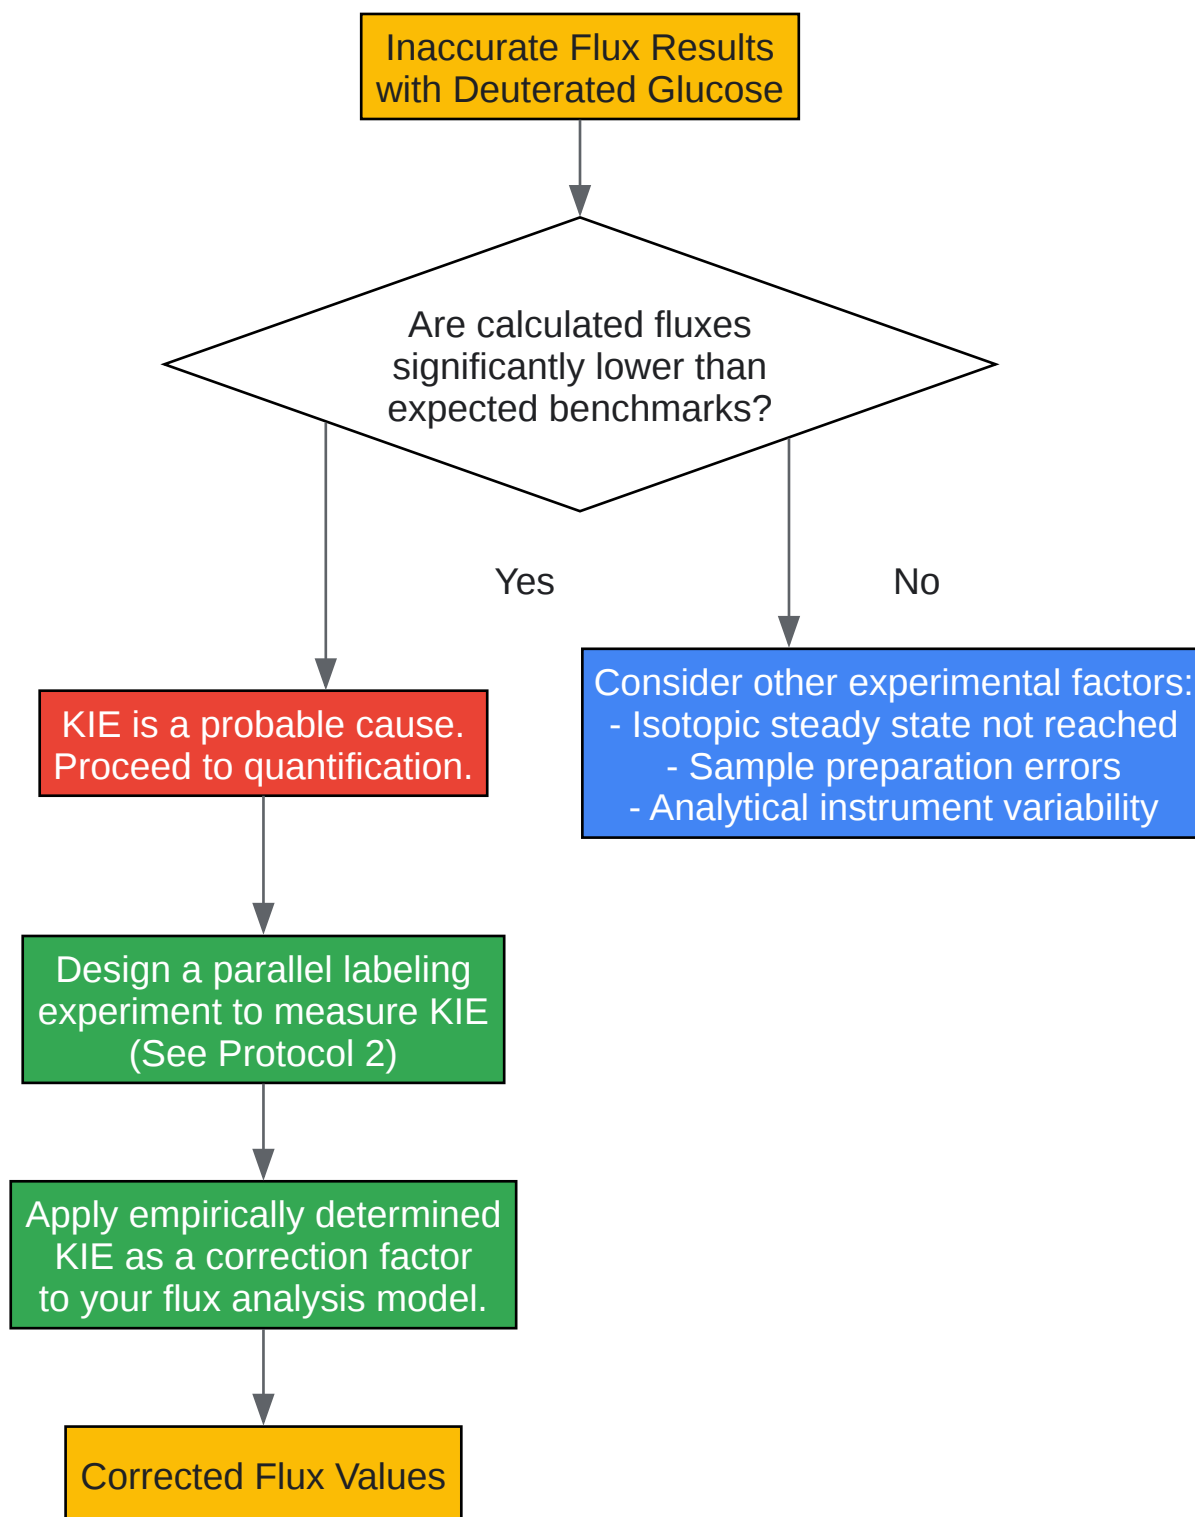 Inaccurate Flux Results
with Deuterated Glucose
Are calculated fluxes
significantly lower than
expected benchmarks?
Yes
No
KIE is a probable cause.
Proceed to quantification.
Consider other experimental factors:
- Isotopic steady state not reached
- Sample preparation errors
- Analytical instrument variability
Design a parallel labeling
experiment to measure KIE
(See Protocol 2)
Apply empirically determined
KIE as a correction factor
to your flux analysis model.
Corrected Flux Values